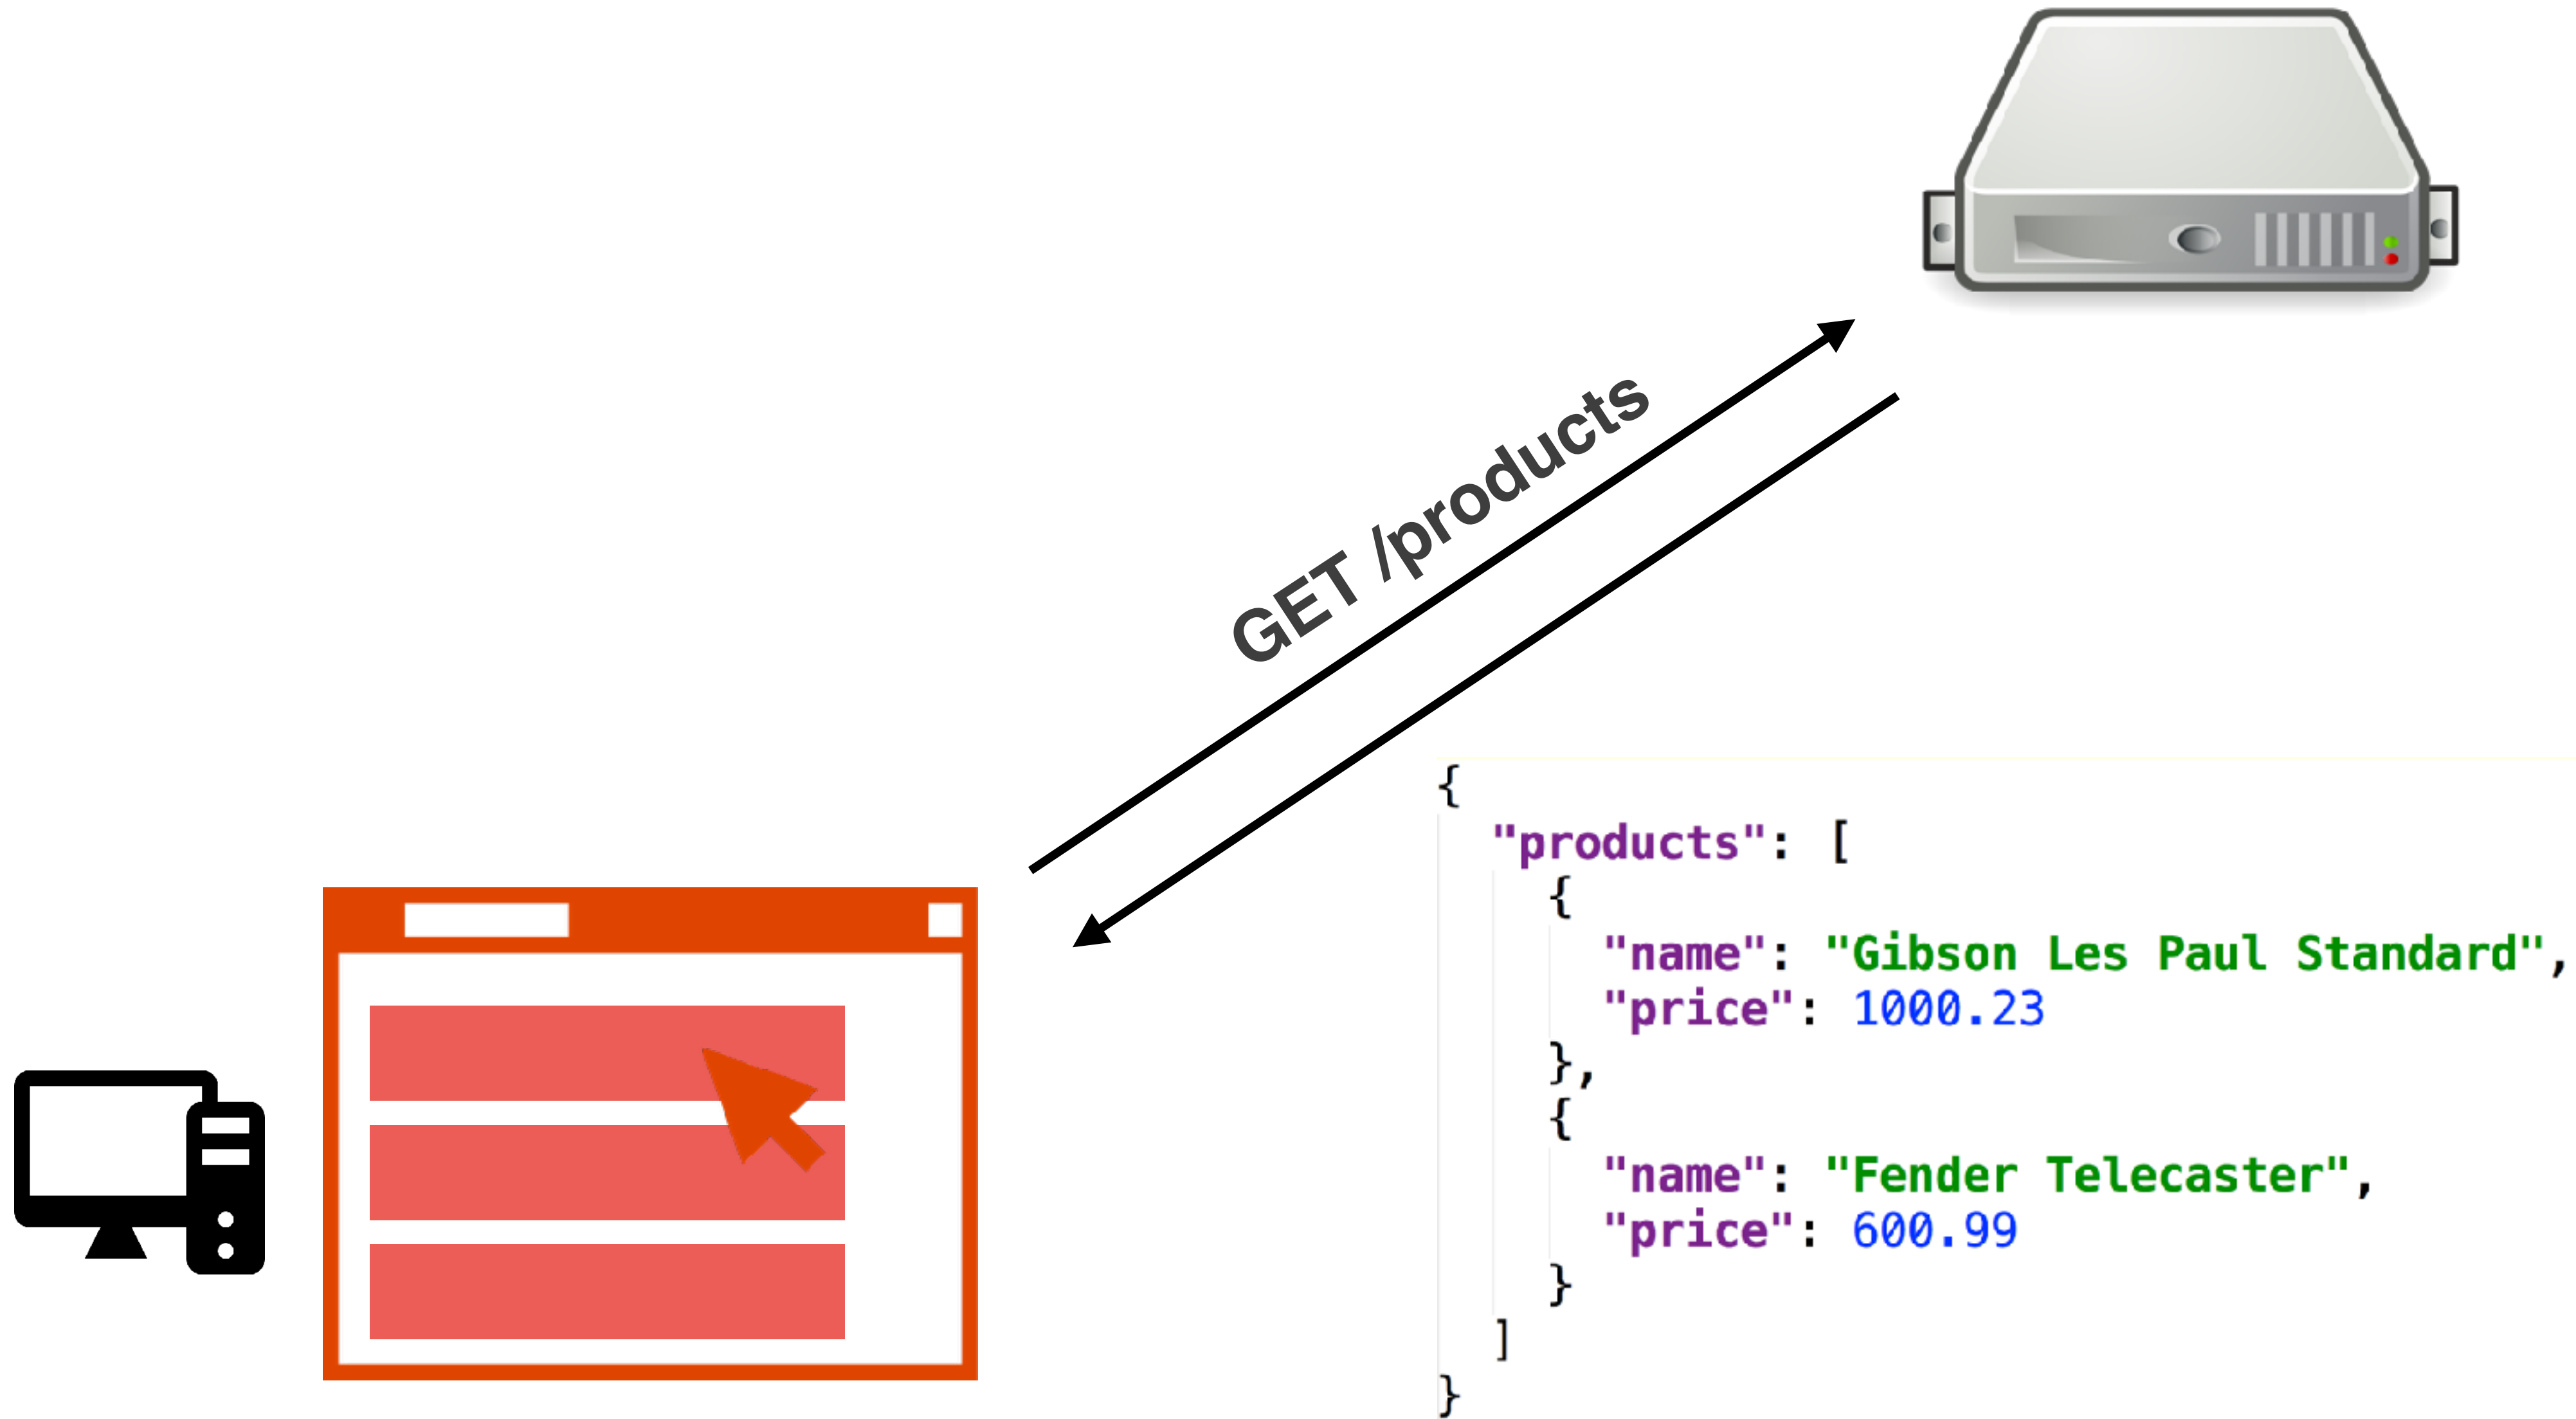 GET /products
{
"products": [
{
"name": "Gibson Les Paul Standard",
"price": 1000.23
},
{
"name": "Fender Telecaster",
"price": 600.99
}
]
}